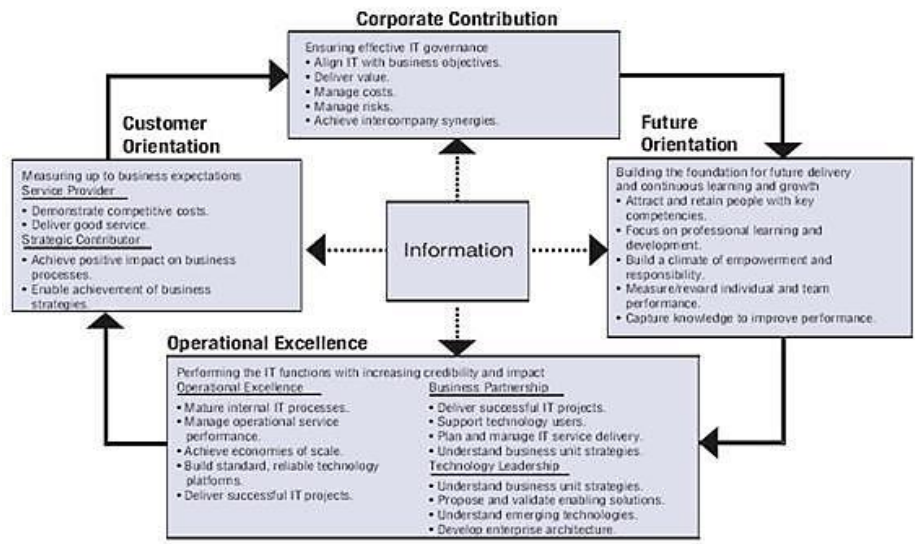 Corporate Contribution
Ensuring effective IT governance
• Align IT with business objectives.
• Deliver value.
• Manage costs.
• Manage risks.
• Achieve intercompany synergies.
Customer
Orientation
Measuring up to business expectations
Service Provider
• Demonstrate competitive costs.
• Deliver good service.
Strategic Contributor
• Achieve positive impact on business
processes.
• Enable achievement of business
strategies.
Information
Future
Orientation
Building the foundation for future delivery
and continuous learning and growth
• Attract and retain people with key
competencies.
• Focus on professional learning and
development.
• Build a climate of empowerment and
responsibility.
• Measure/reward individual and team
performance.
• Capture knowledge to improve performance.
Operational Excellence
Performing the IT functions with increasing credibility and impact
Operational Excellence
• Mature internal IT processes.
• Manage operational service
performance.
• Achieve economies of scale.
• Build standard, reliable technology
platforms.
• Deliver successful IT projects.
Business Partnership
• Deliver successful IT projects.
• Support technology users.
• Plan and manage IT service delivery.
• Understand business unit strategies.
Technology Leadership
• Understand business unit strategies.
• Propose and validate enabling solutions.
• Understand emerging technologies.
• Develop enterprise architecture.